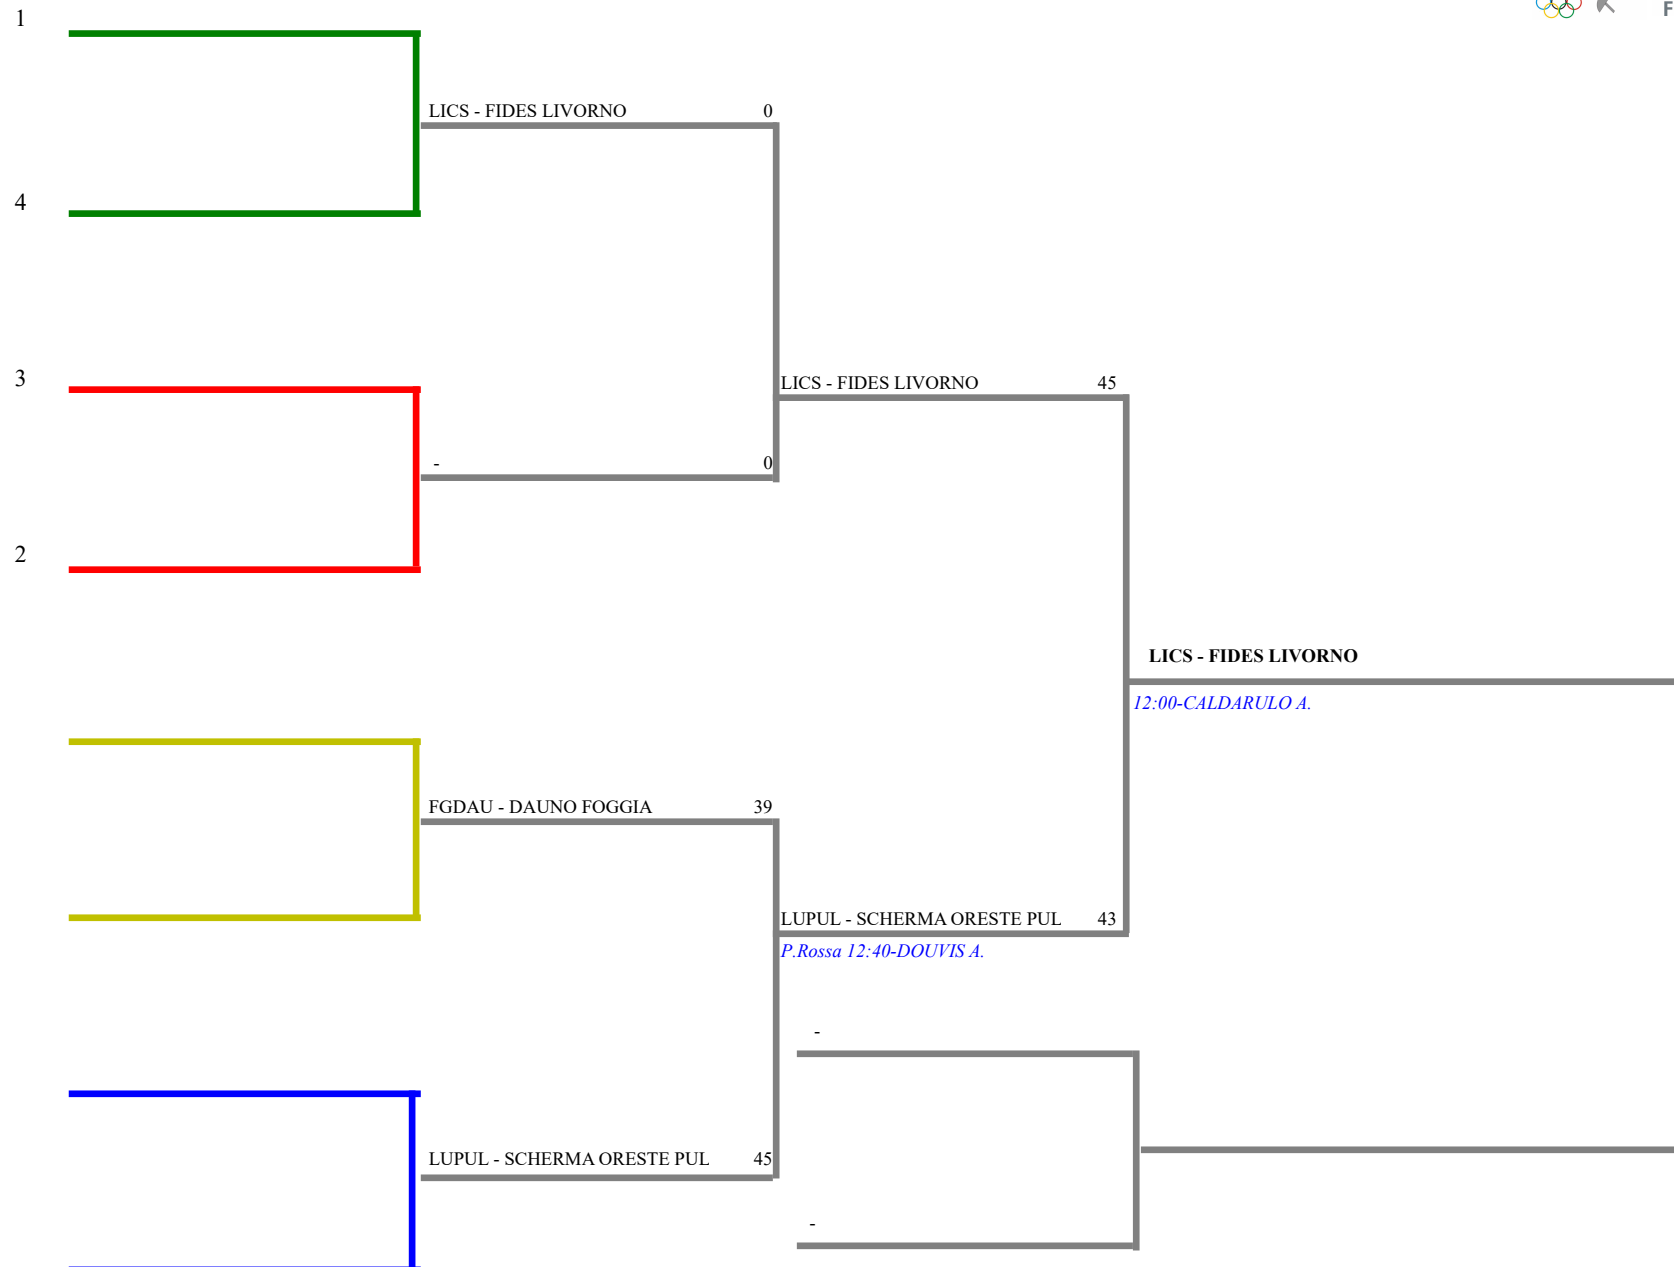 1
F
LICS - FIDES LIVORNO 0
4
3
LICS - FIDES LIVORNO 45
- 0
2
LICS - FIDES LIVORNO
12:00-CALDARULO A.
FGDAU - DAUNO FOGGIA 39
LUPUL - SCHERMA ORESTE PUL 43
P.Rossa 12:40-DOUVIS A.
-
LUPUL - SCHERMA ORESTE PUL 45
-